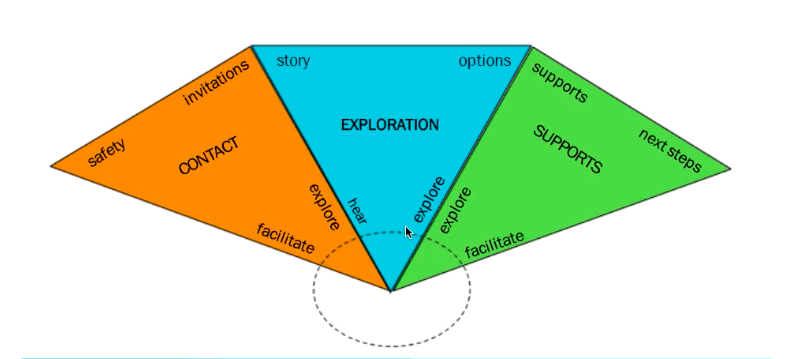 safety
invitations
CONTACT
explore
facilitate
story
options
EXPLORATION
hear
explore
supports
next steps
SUPPORTS
explore
facilitate